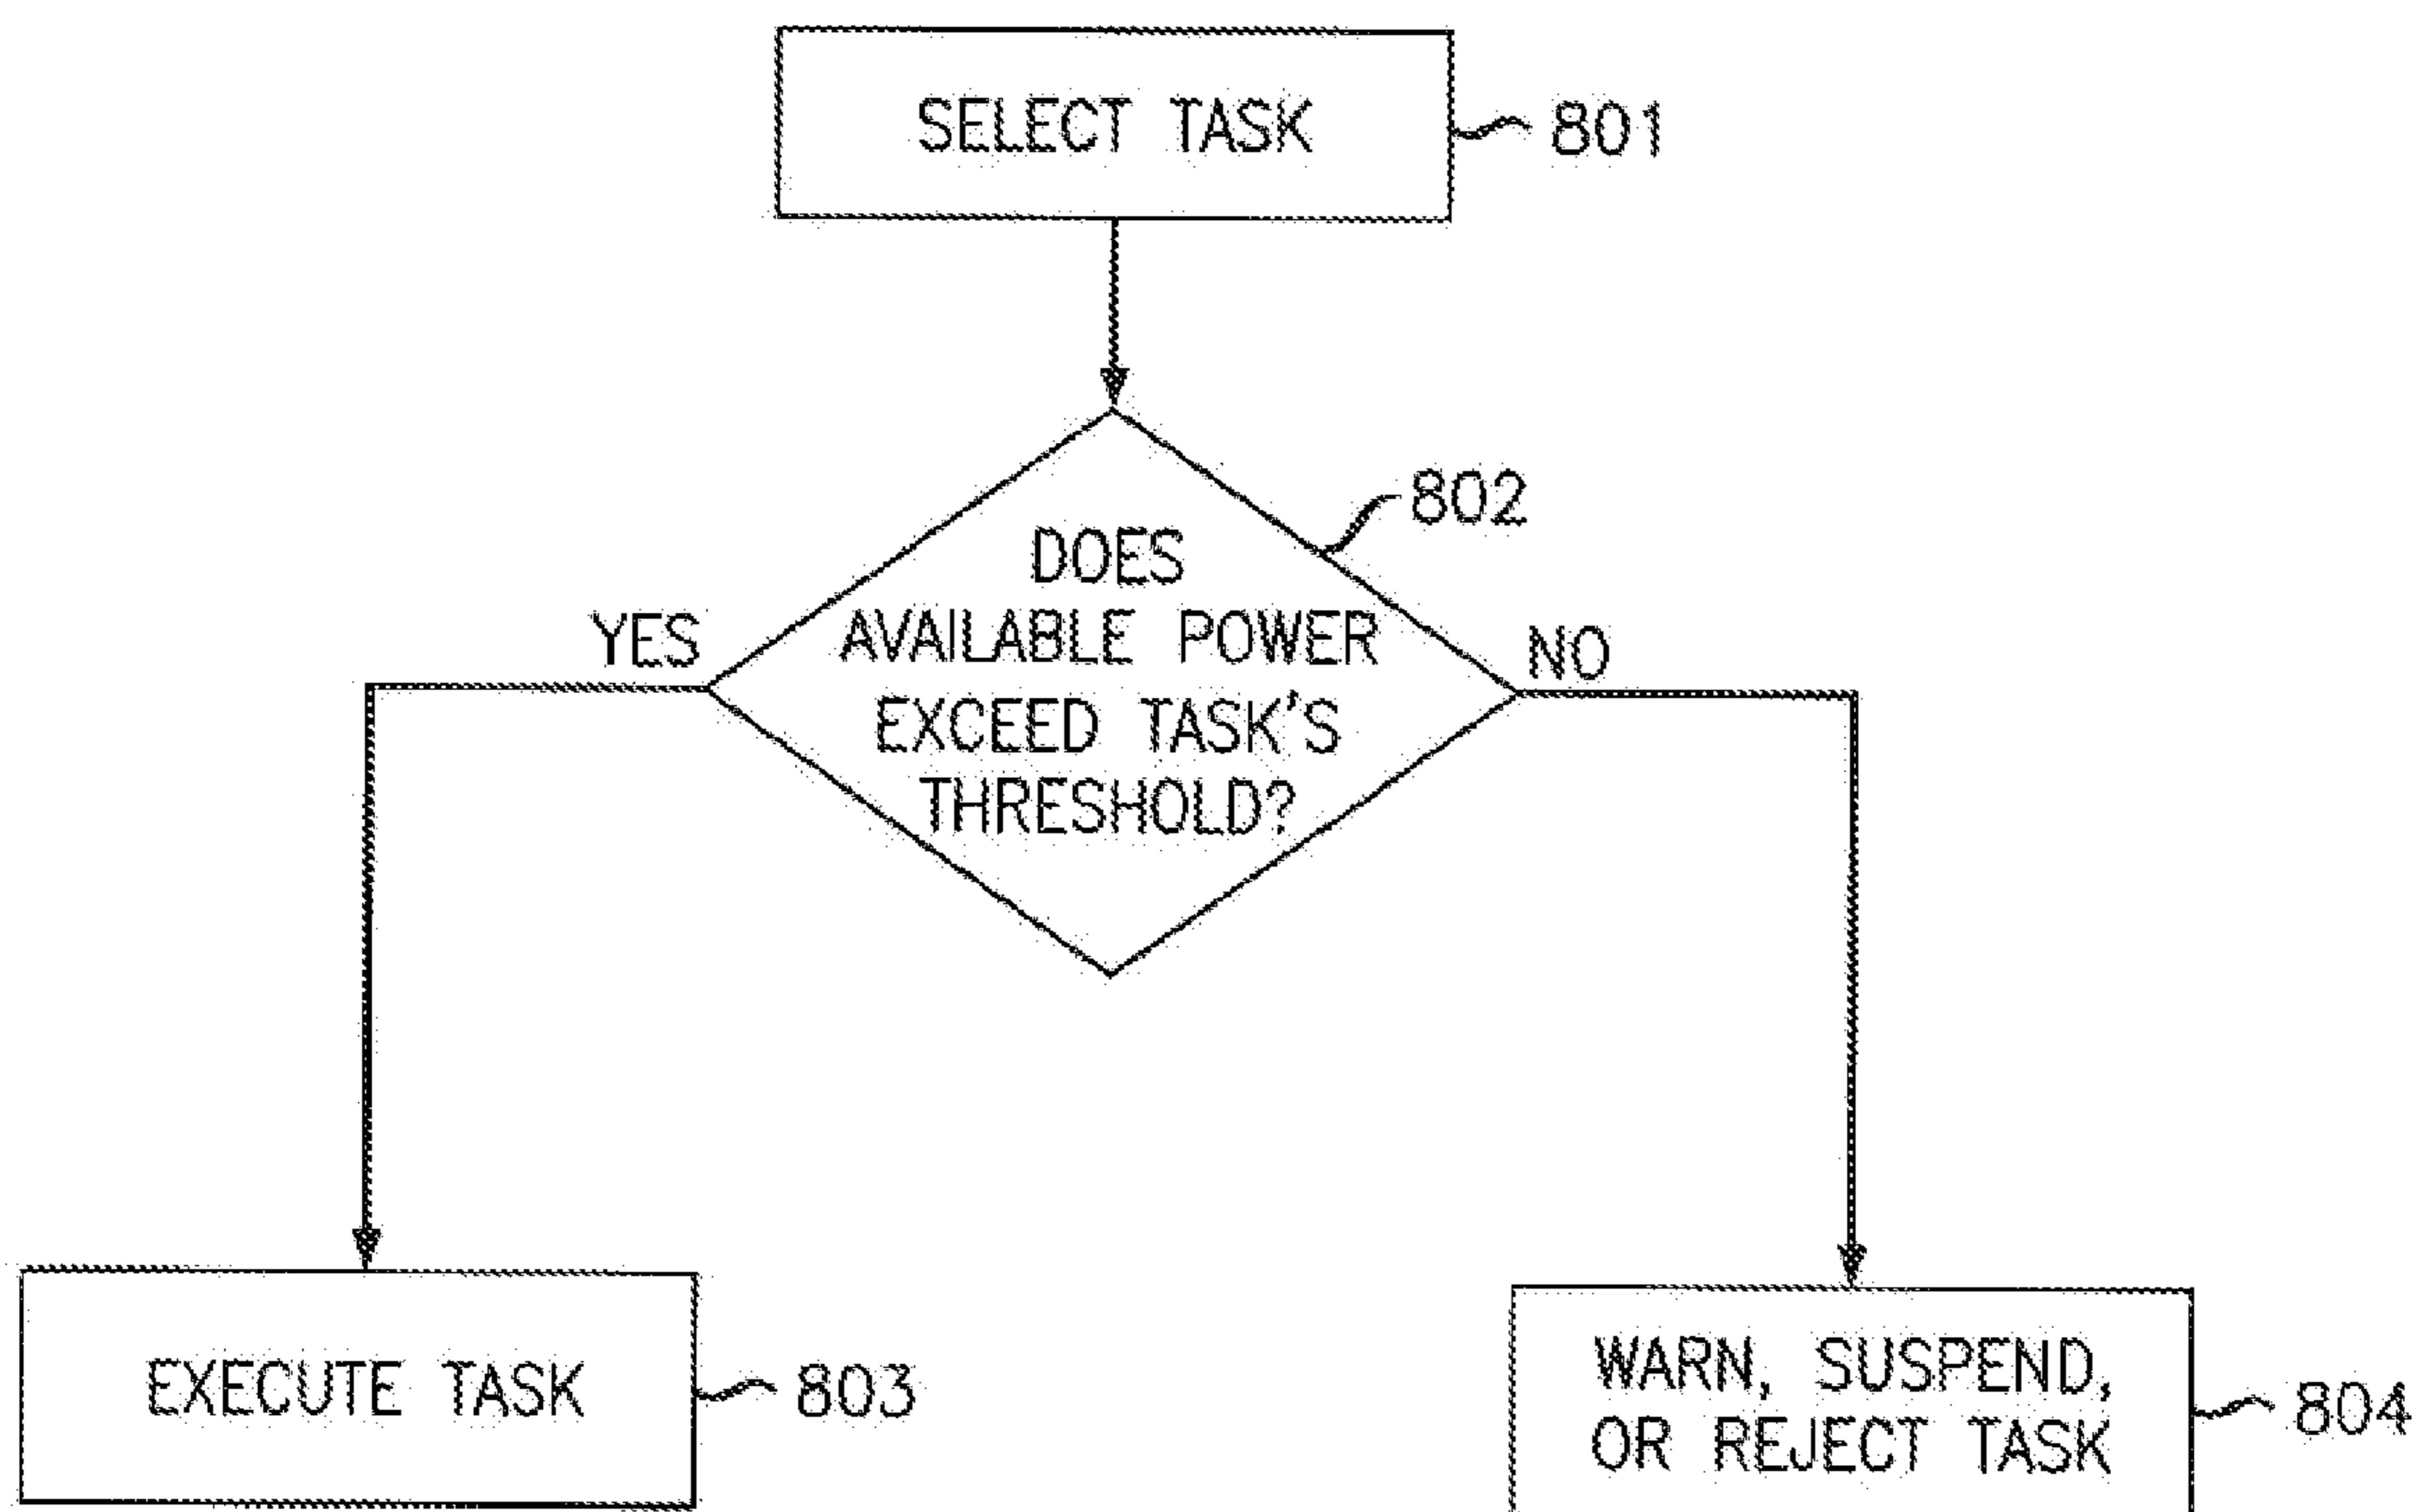 SELECT TASK
801
802
DOES
AVAILABLE POWER
EXCEED TASK'S
THRESHOLD?
YES
NO
EXECUTE TASK
803
WARN, SUSPEND,
OR REJECT TASK
804